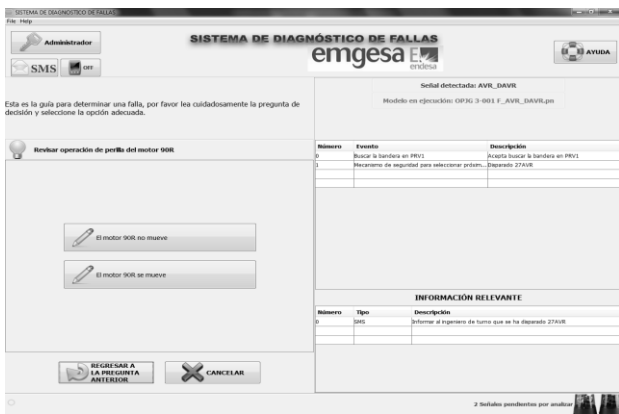 SISTEMA DE DIAGNOSTICO DE FALLAS
File Help
Administrador
SMS
OFF
SISTEMA DE DIAGNÓSTICO DE FALLAS
emgesa
endesa
AYUDA
Esta es la guía para determinar una falla, por favor lea cuidadosamente la pregunta de
decisión y seleccione la opción adecuada.
Señal detectada: AVR_DAVR
Modelo en ejecución: OPJG 3-001 F_AVR_DAVR.pn
Revisar operación de perilla del motor 90R
El motor 90R no mueve
El motor 90R se mueve
REGRESAR A
LA PREGUNTA
ANTERIOR
CANCELAR
Número Evento Descripción
0 Buscar la bandera en PRV1 Acepta buscar la bandera en PRV1
1 Mecanismo de seguridad para seleccionar próxim... Disparado 27AVR
INFORMACIÓN RELEVANTE
Número Tipo Descripción
0 SMS Informar al ingeniero de turno que se ha disparado 27AVR
2 Señales pendientes por analizar